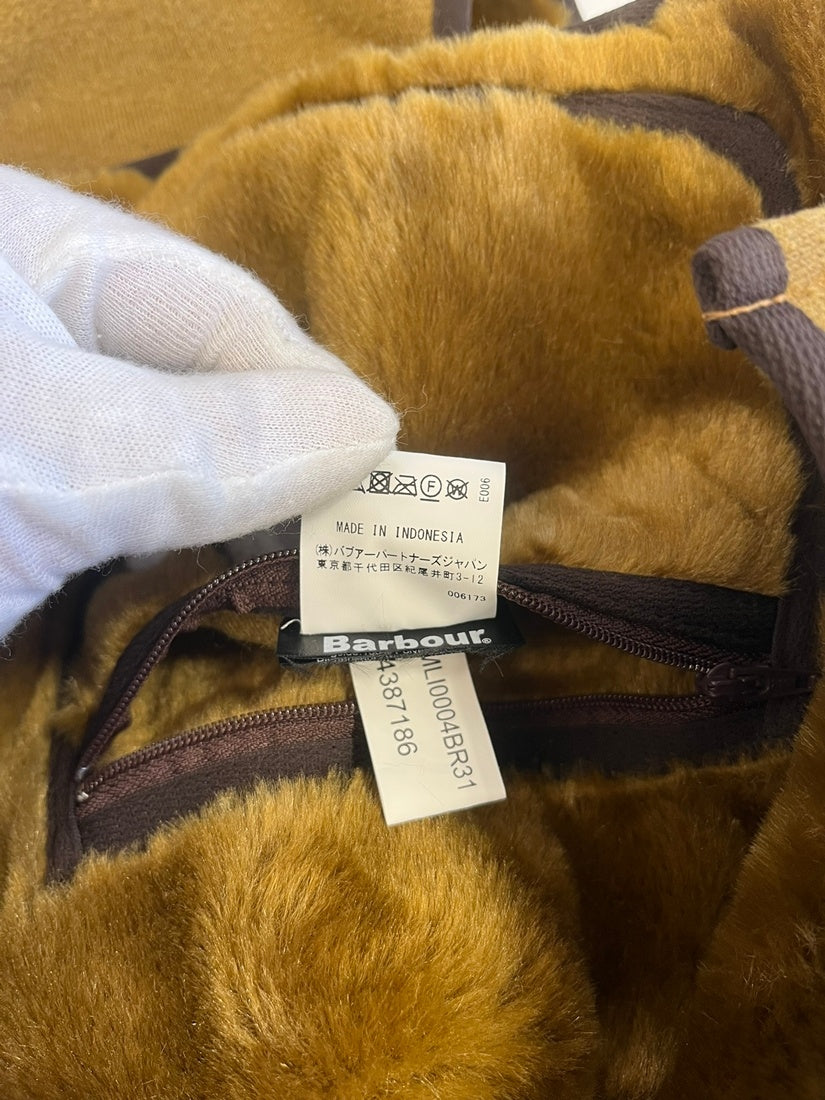 F W E006
MADE IN INDONESIA
(株)バブアーパートナーズジャパン
東京都千代田区紀尾井町3-12
006173
Barbour®
MLI0004BR31
4387186